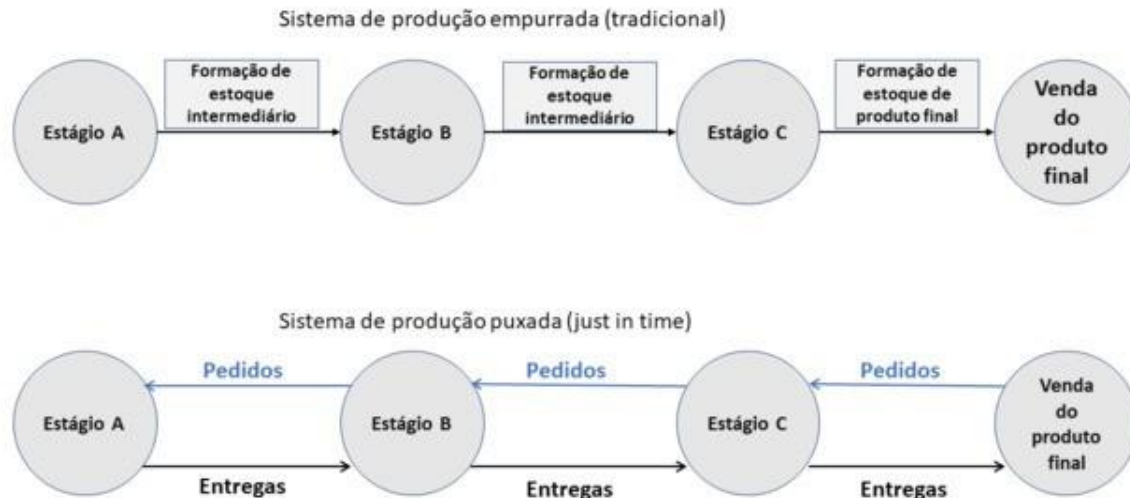 Sistema de produção empurrada (tradicional)
Estágio A
Formação de
estoque
intermediário
Estágio B
Formação de
estoque
intermediário
Estágio C
Formação de
estoque de
produto final
Venda
do
produto
final
Sistema de produção puxada (just in time)
Estágio A
Pedidos
Entregas
Estágio B
Pedidos
Entregas
Estágio C
Pedidos
Entregas
Venda
do
produto
final